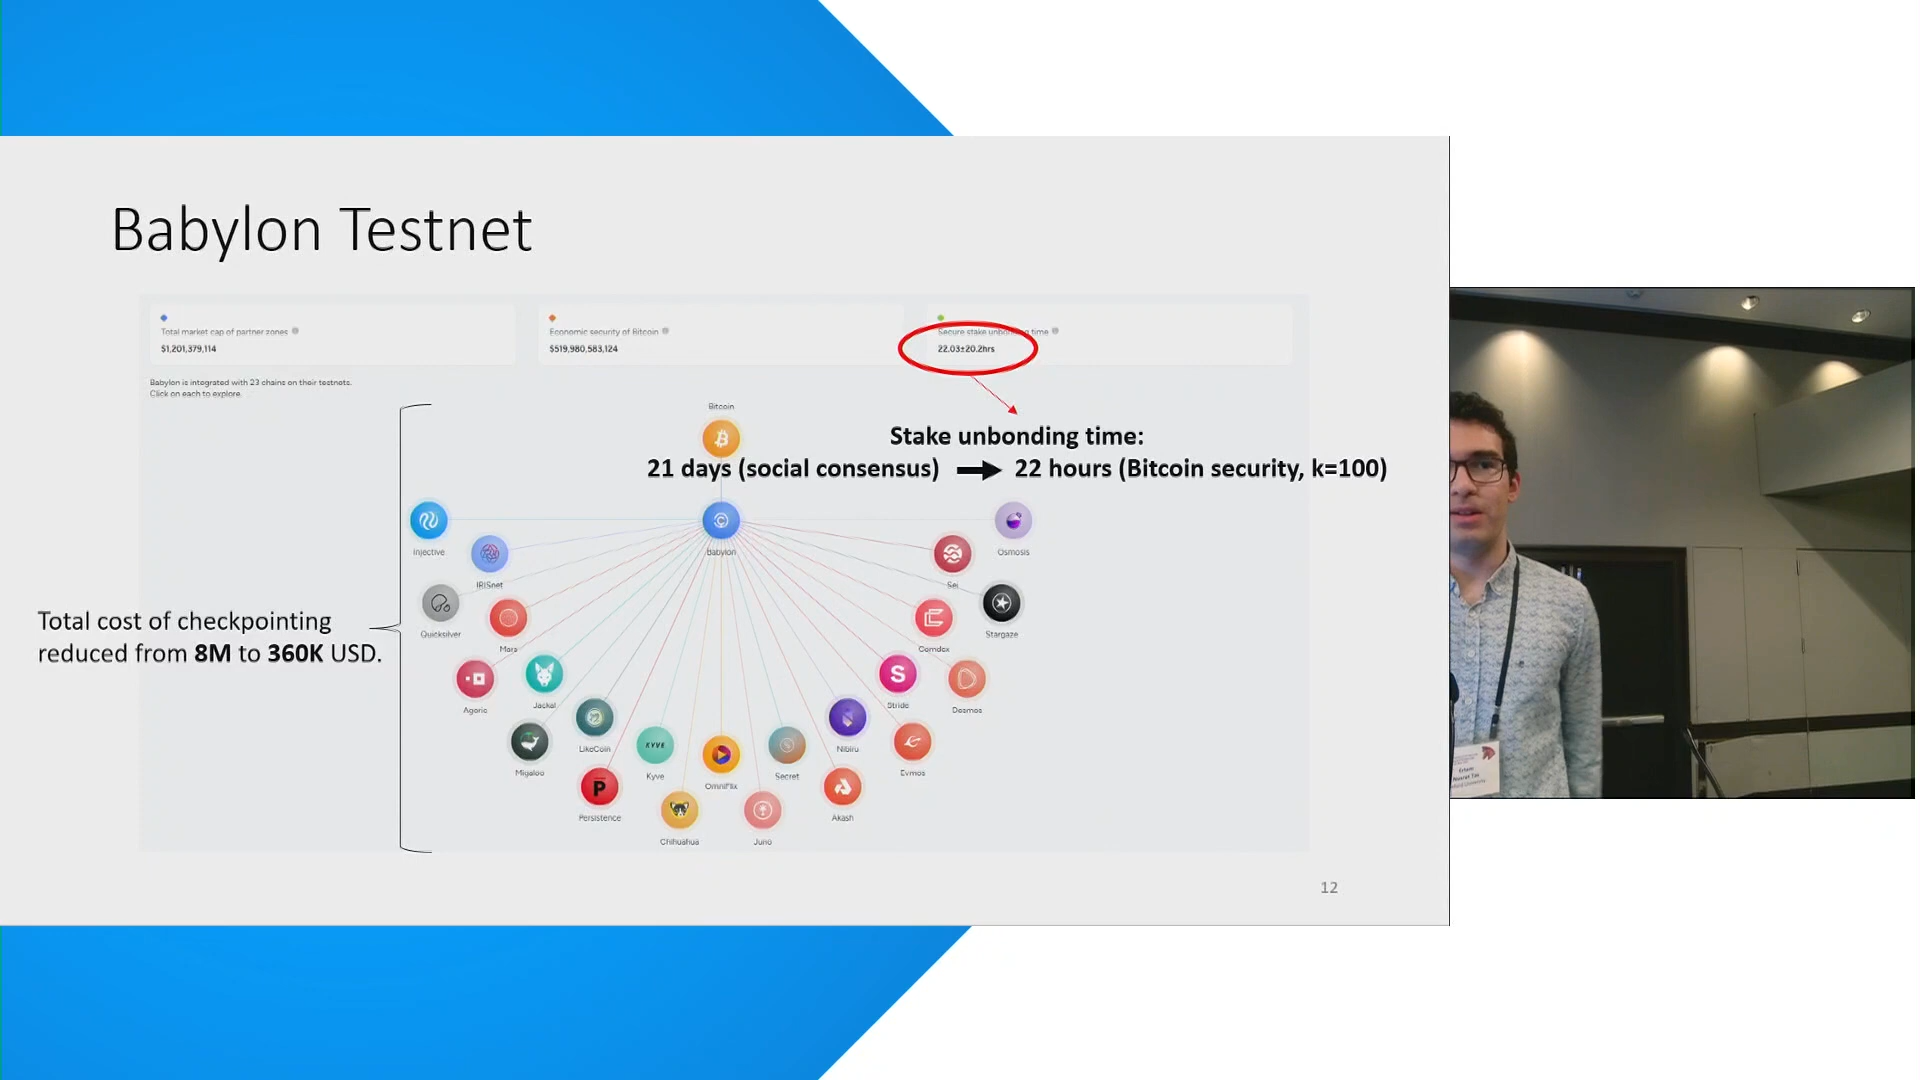 Babylon Testnet
Total market cap of partner zones
$1,201,379,114
Economic security of Bitcoin
$519,980,583,124
Secure stake unbonding time
22.03±20.2hrs
Babylon is integrated with 23 chains on their testnets.
Click on each to explore.
Bitcoin
Stake unbonding time:
21 days (social consensus)
22 hours (Bitcoin security, k=100)
Injective
Babylon
Osmosis
IRISnet
Sei
Quicksilver
Stargaze
Mars
Comdex
Total cost of checkpointing
reduced from 8M to 360K USD.
Agoric
Jackal
S
Stride
Desmos
LikeCoin
KYVE
Nibiru
Migaloo
Kyve
Secret
Evmos
OmniFlix
P
Persistence
Akash
Chihuahua
Juno
12